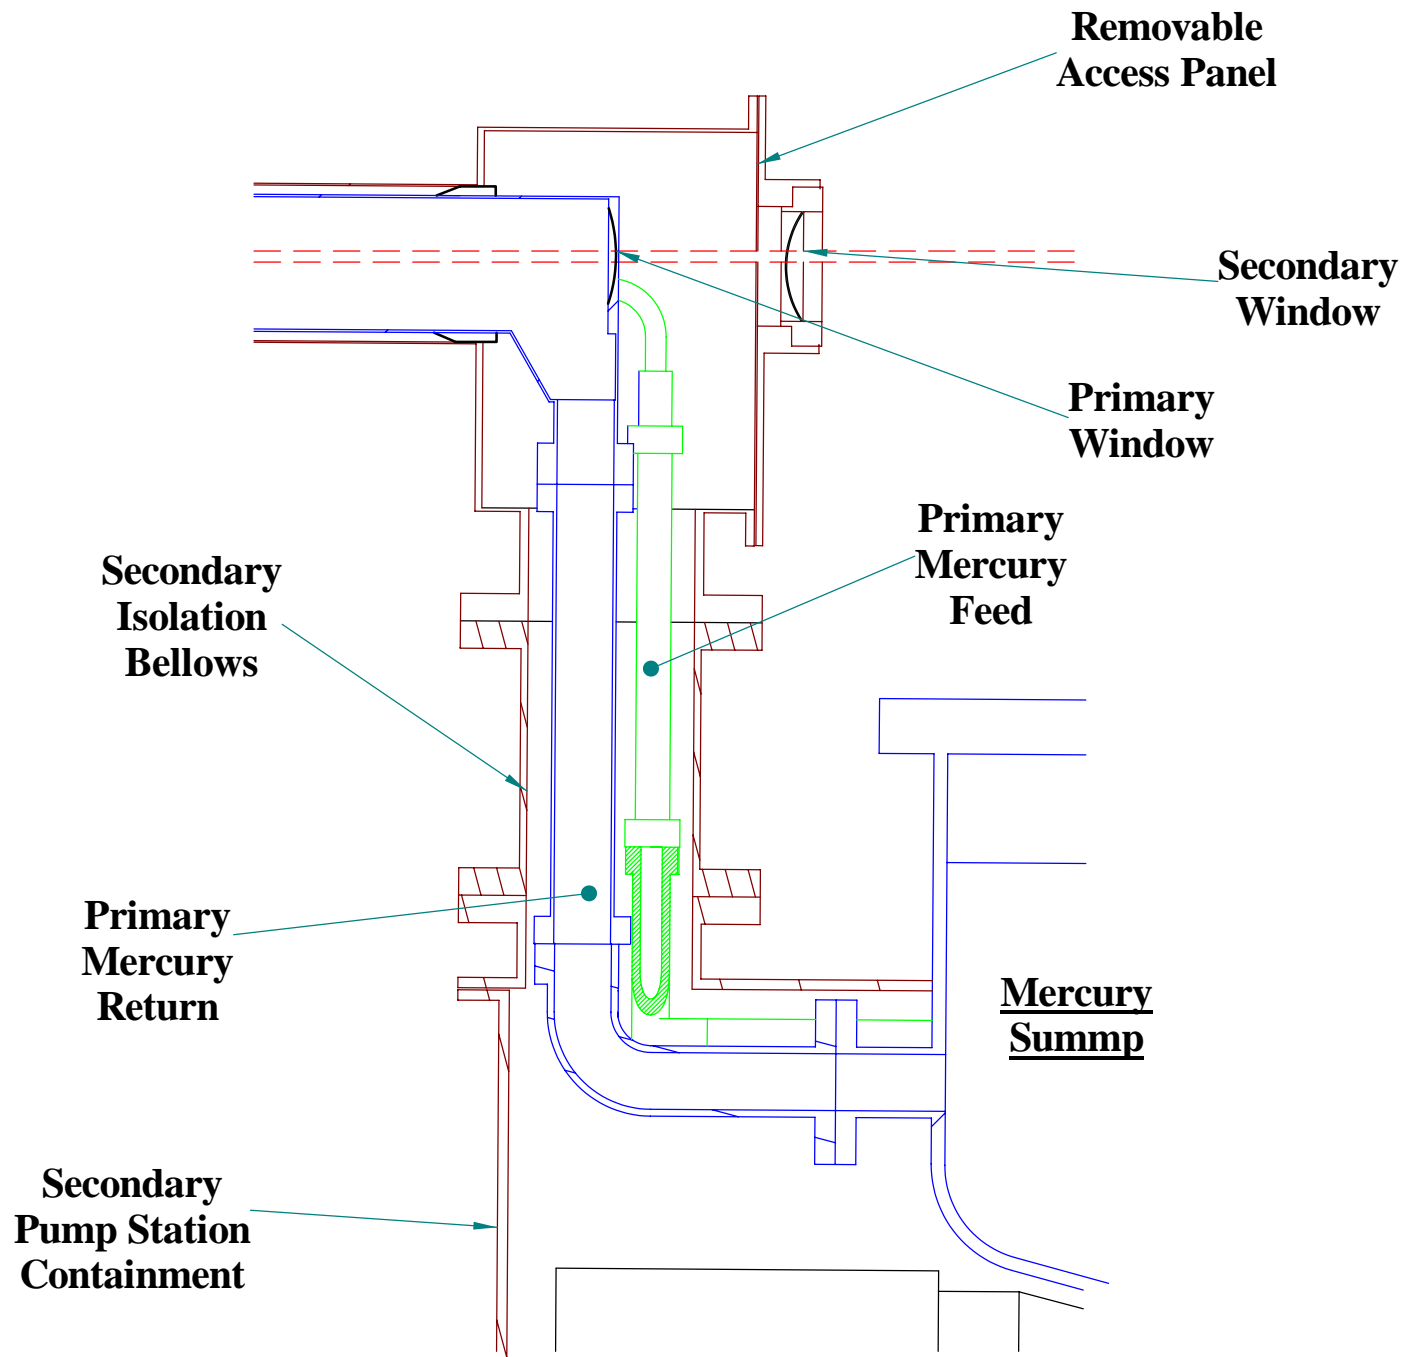 Removable
Access Panel
Secondary
Window
Primary
Window
Primary
Mercury
Feed
Secondary
Isolation
Bellows
Primary
Mercury
Return
Mercury
Summp
Secondary
Pump Station
Containment